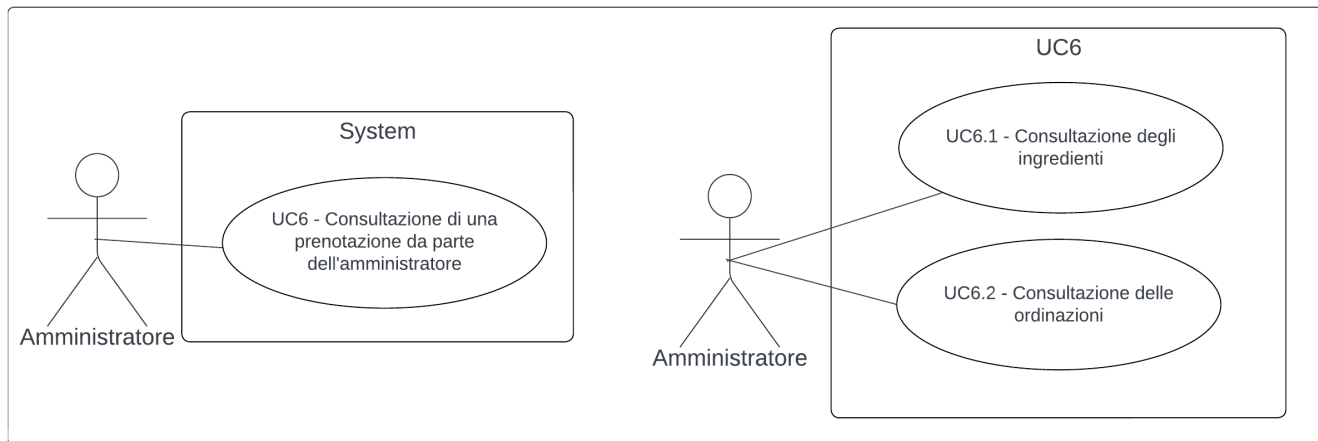 System
UC6 - Consultazione di una
prenotazione da parte
dell'amministratore
Amministratore
UC6
UC6.1 - Consultazione degli
ingredienti
UC6.2 - Consultazione delle
ordinazioni
Amministratore